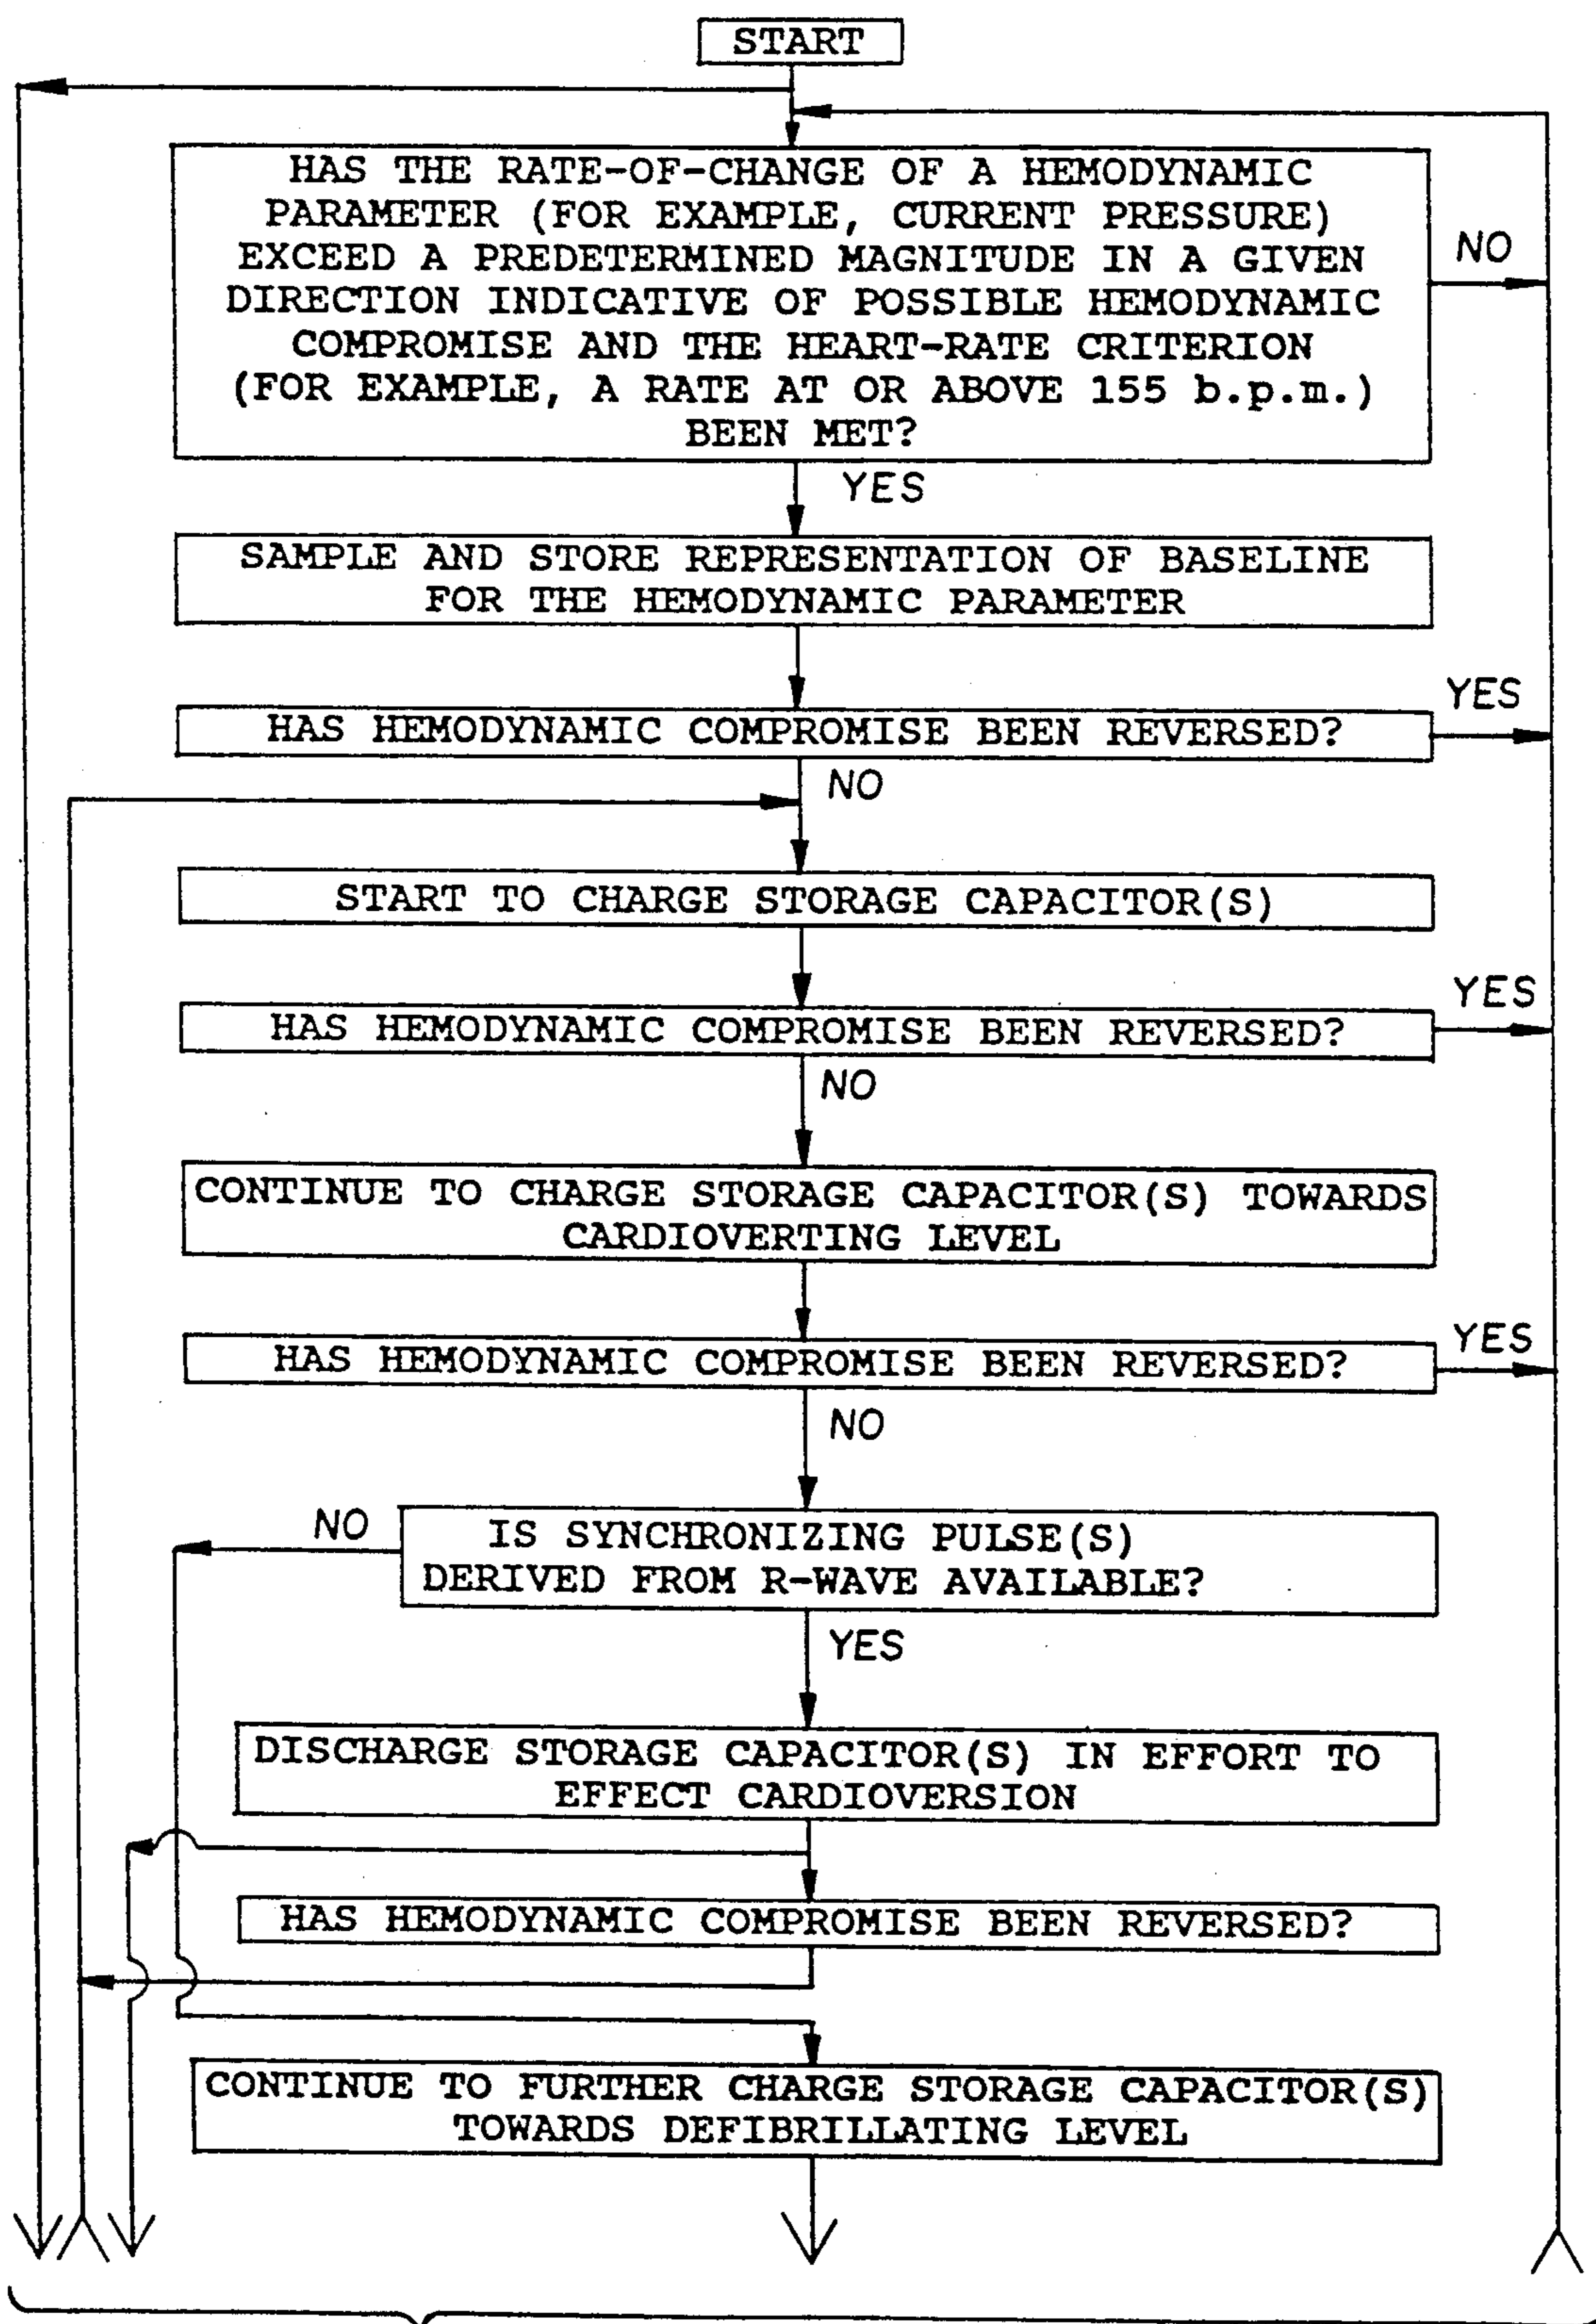 START
HAS THE RATE-OF-CHANGE OF A HEMODYNAMIC
PARAMETER (FOR EXAMPLE, CURRENT PRESSURE)
EXCEED A PREDETERMINED MAGNITUDE IN A GIVEN
DIRECTION INDICATIVE OF POSSIBLE HEMODYNAMIC
COMPROMISE AND THE HEART-RATE CRITERION
(FOR EXAMPLE, A RATE AT OR ABOVE 155 b.p.m.)
BEEN MET?
NO
YES
SAMPLE AND STORE REPRESENTATION OF BASELINE
FOR THE HEMODYNAMIC PARAMETER
HAS HEMODYNAMIC COMPROMISE BEEN REVERSED?
YES
NO
START TO CHARGE STORAGE CAPACITOR(S)
HAS HEMODYNAMIC COMPROMISE BEEN REVERSED?
YES
NO
CONTINUE TO CHARGE STORAGE CAPACITOR(S) TOWARDS
CARDIOVERTING LEVEL
HAS HEMODYNAMIC COMPROMISE BEEN REVERSED?
YES
NO
NO
IS SYNCHRONIZING PULSE(S)
DERIVED FROM R-WAVE AVAILABLE?
YES
DISCHARGE STORAGE CAPACITOR(S) IN EFFORT TO
EFFECT CARDIOVERSION
HAS HEMODYNAMIC COMPROMISE BEEN REVERSED?
CONTINUE TO FURTHER CHARGE STORAGE CAPACITOR(S)
TOWARDS DEFIBRILLATING LEVEL